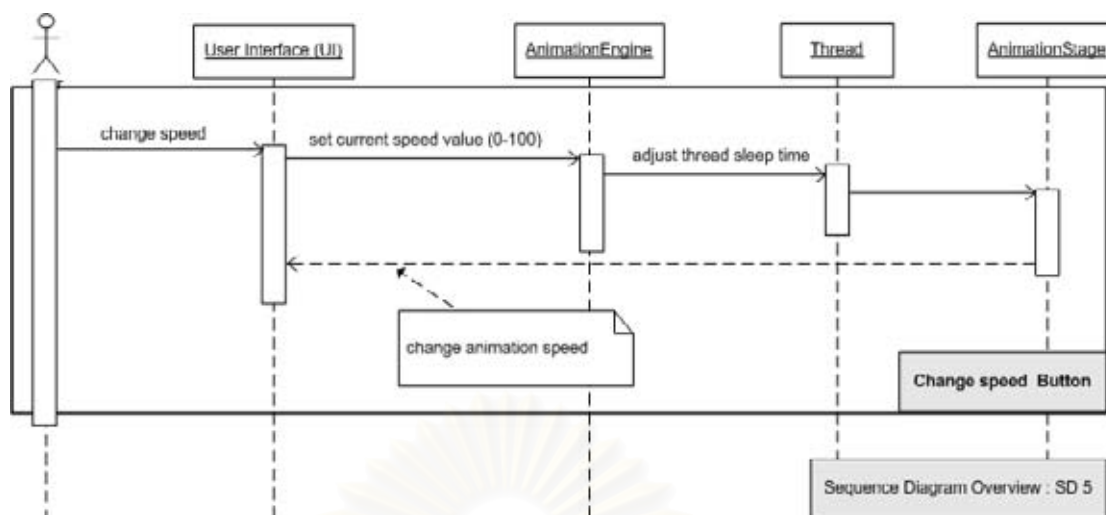 User Interface (UI)
AnimationEngine
Thread
AnimationStage
change speed
set current speed value (0-100)
adjust thread sleep time
change animation speed
Change speed Button
Sequence Diagram Overview : SD 5